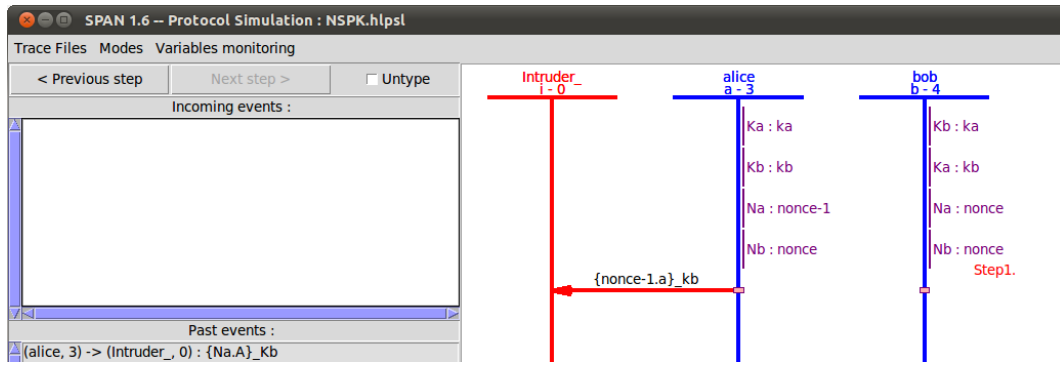 SPAN 1.6 -- Protocol Simulation : NSPK.hlpsl
Trace Files Modes Variables monitoring
< Previous step Next step > Untype
Incoming events :
Past events :
(alice, 3) -> (Intruder_, 0) : {Na.A}_Kb
Intruder_ alice bob
i - 0 a - 3 b - 4
Ka : ka Kb : ka
Kb : kb Ka : kb
Na : nonce-1 Na : nonce
Nb : nonce Nb : nonce
Step1.
{nonce-1.a}_kb